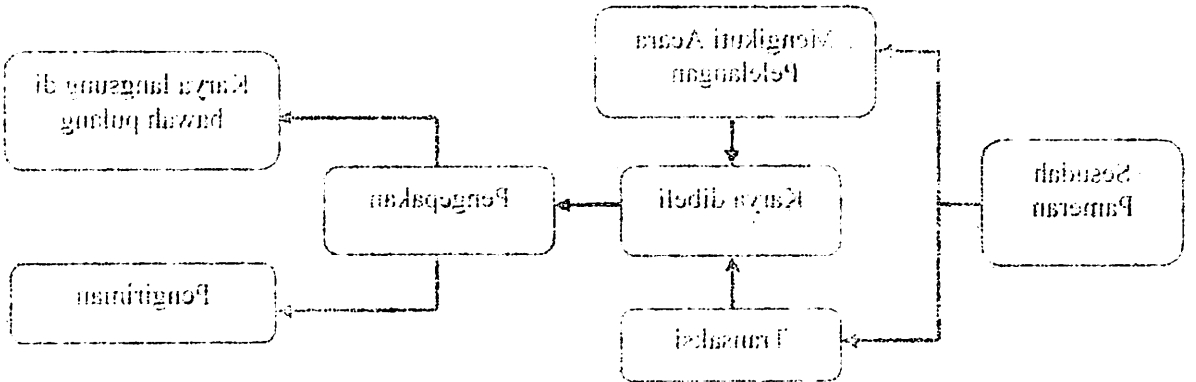 Sesudah
Pameran
Mengikuti Acara
Pelelangan
Karya dibeli
Transaksi
Pengepakan
Karya langsung di
bawah pulang
Pengiriman